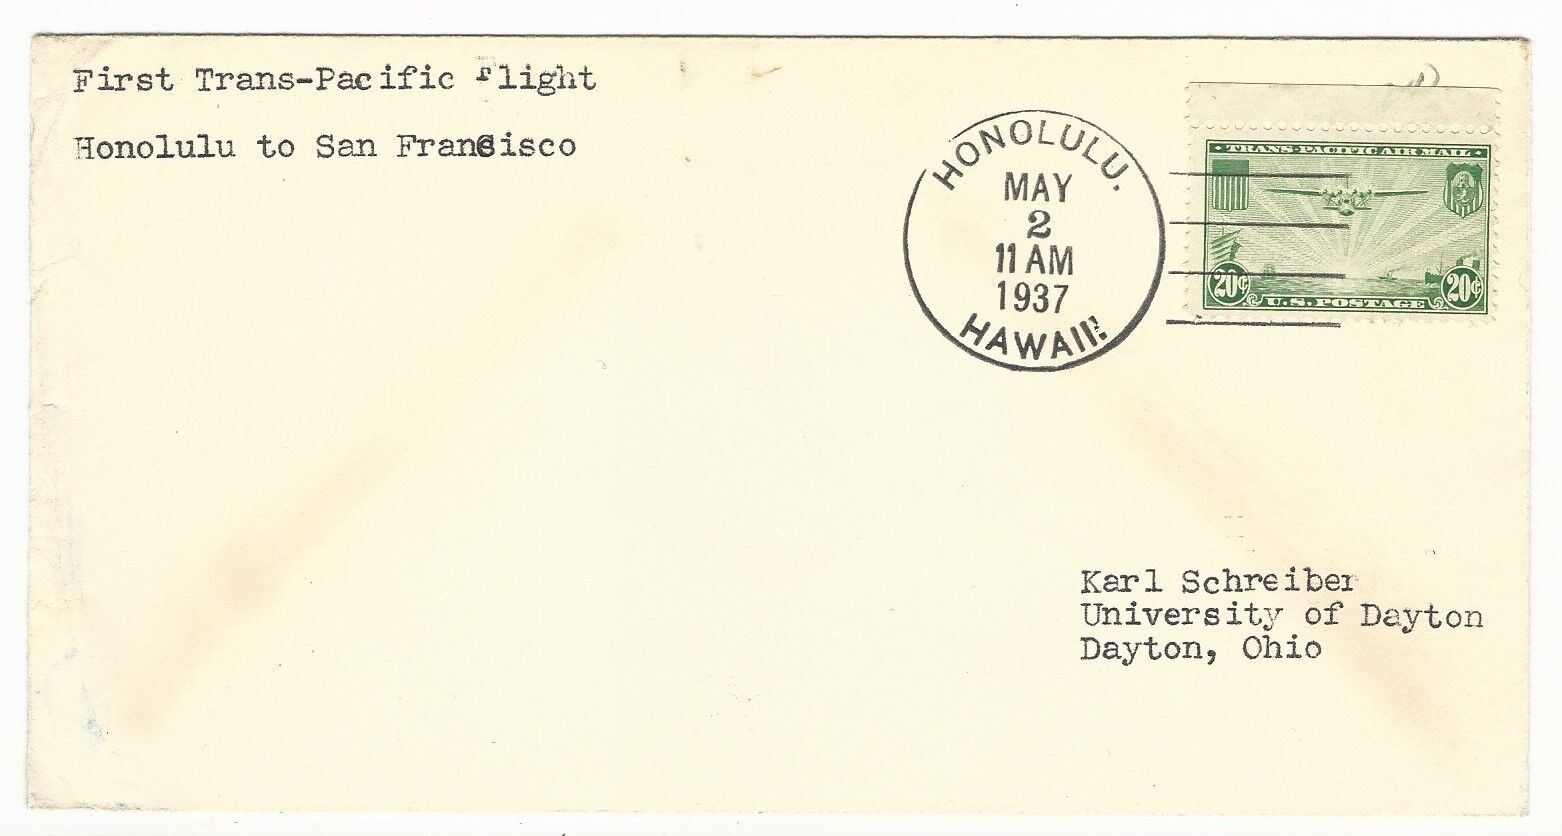 First Trans-Pacific Flight
Honolulu to San Francisco
HONOLULU.
MAY
2
11 AM
1937
HAWAII
TRANS-PACIFIC AIR MAIL
20¢
U.S. POSTAGE
20¢
Karl Schreiber
University of Dayton
Dayton, Ohio